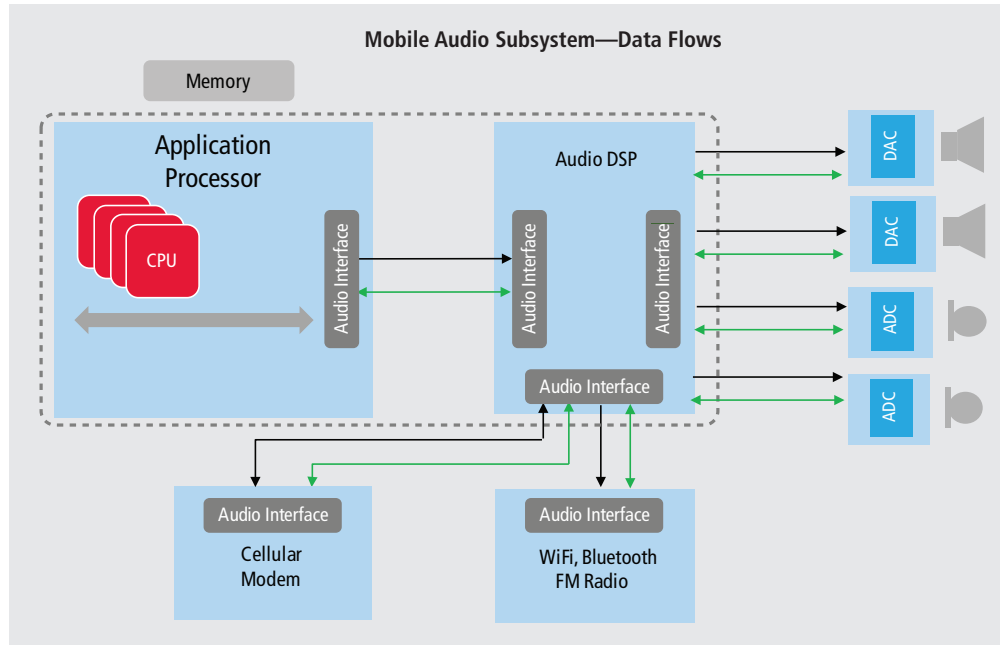 Mobile Audio Subsystem—Data Flows
Memory
Application
Processor
CPU
Audio Interface
Audio DSP
Audio Interface
Audio Interface
Audio Interface
DAC
DAC
ADC
ADC
Audio Interface
Cellular
Modem
Audio Interface
WiFi, Bluetooth
FM Radio